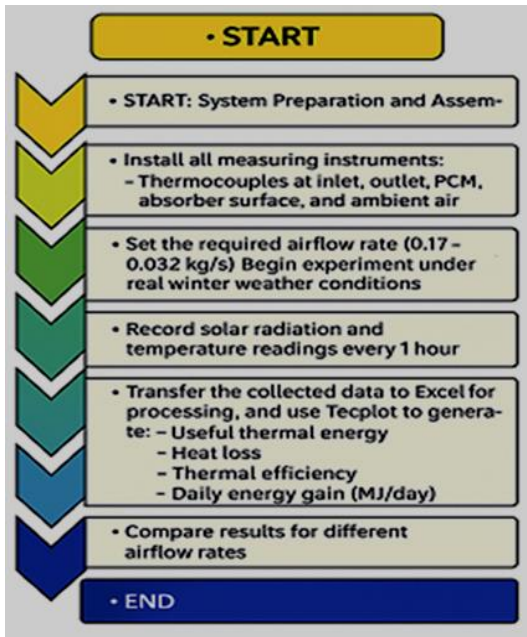 • START
• START: System Preparation and Assem-
• Install all measuring instruments:
– Thermocouples at inlet, outlet, PCM,
absorber surface, and ambient air
• Set the required airflow rate (0.17 –
0.032 kg/s) Begin experiment under
real winter weather conditions
• Record solar radiation and
temperature readings every 1 hour
• Transfer the collected data to Excel for
processing, and use Tecplot to genera-
te: – Useful thermal energy
– Heat loss
– Thermal efficiency
– Daily energy gain (MJ/day)
• Compare results for different
airflow rates
• END